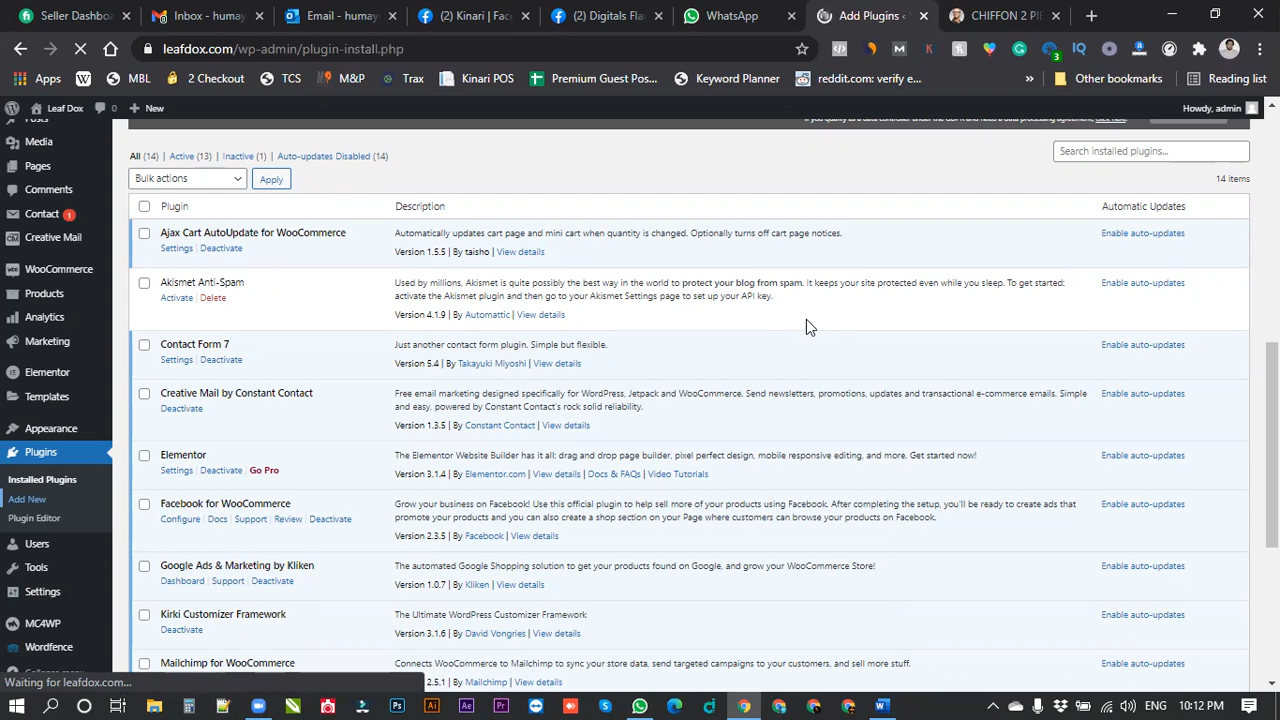 Seller Dashboard
Inbox - humay
Email - humay
(2) Kinari | Fac
(2) Digitals Fla
WhatsApp
Add Plugins ‹
CHIFFON 2 PIE
leafdox.com/wp-admin/plugin-install.php
3
Apps
MBL
2 Checkout
TCS
M&P
Trax
Knari POS
Premium Guest Pos...
Keyword Planner
reddit.com: verify e...
»
Other bookmarks
Reading list
Leaf Dox
0
New
Howdy, admin
Posts
Media
Pages
Comments
Contact 1
Creative Mail
WooCommerce
Products
Analytics
Marketing
Elementor
Templates
Appearance
Plugins
Installed Plugins
Add New
Plugin Editor
Users
Tools
Settings
MC4WP
Wordfence
Collapse menu
If you qualify as a data controller under the GDPR and need a data processing agreement, click here.
All (14) | Active (13) | Inactive (1) | Auto-updates Disabled (14)
Search installed plugins...
Bulk actions
Apply
14 items
Plugin
Description
Automatic Updates
Ajax Cart AutoUpdate for WooCommerce
Settings | Deactivate
Automatically updates cart page and mini cart when quantity is changed. Optionally turns off cart page notices.
Version 1.5.5 | By taisho | View details
Enable auto-updates
Akismet Anti-Spam
Activate | Delete
Used by millions, Akismet is quite possibly the best way in the world to protect your blog from spam. It keeps your site protected even while you sleep. To get started:
activate the Akismet plugin and then go to your Akismet Settings page to set up your API key.
Version 4.1.9 | By Automattic | View details
Enable auto-updates
Contact Form 7
Settings | Deactivate
Just another contact form plugin. Simple but flexible.
Version 5.4 | By Takayuki Miyoshi | View details
Enable auto-updates
Creative Mail by Constant Contact
Deactivate
Free email marketing designed specifically for WordPress, Jetpack and WooCommerce. Send newsletters, promotions, updates and transactional e-commerce emails. Simple
and easy, powered by Constant Contact's rock solid reliability.
Version 1.3.5 | By Constant Contact | View details
Enable auto-updates
Elementor
Settings | Deactivate | Go Pro
The Elementor Website Builder has it all: drag and drop page builder, pixel perfect design, mobile responsive editing, and more. Get started now!
Version 3.1.4 | By Elementor.com | View details | Docs & FAQs | Video Tutorials
Enable auto-updates
Facebook for WooCommerce
Configure | Docs | Support | Review | Deactivate
Grow your business on Facebook! Use this official plugin to help sell more of your products using Facebook. After completing the setup, you'll be ready to create ads that
promote your products and you can also create a shop section on your Page where customers can browse your products on Facebook.
Version 2.3.5 | By Facebook | View details
Enable auto-updates
Google Ads & Marketing by Kliken
Dashboard | Support | Deactivate
The automated Google Shopping solution to get your products found on Google, and grow your WooCommerce Store!
Version 1.0.7 | By Kliken | View details
Enable auto-updates
Kirki Customizer Framework
Deactivate
The Ultimate WordPress Customizer Framework
Version 3.1.6 | By David Vongries | View details
Enable auto-updates
Mailchimp for WooCommerce
Connects WooCommerce to Mailchimp to sync your store data, send targeted campaigns to your customers, and sell more stuff.
2.5.1 | By Mailchimp | View details
Enable auto-updates
Waiting for leafdox.com...
10:12 PM